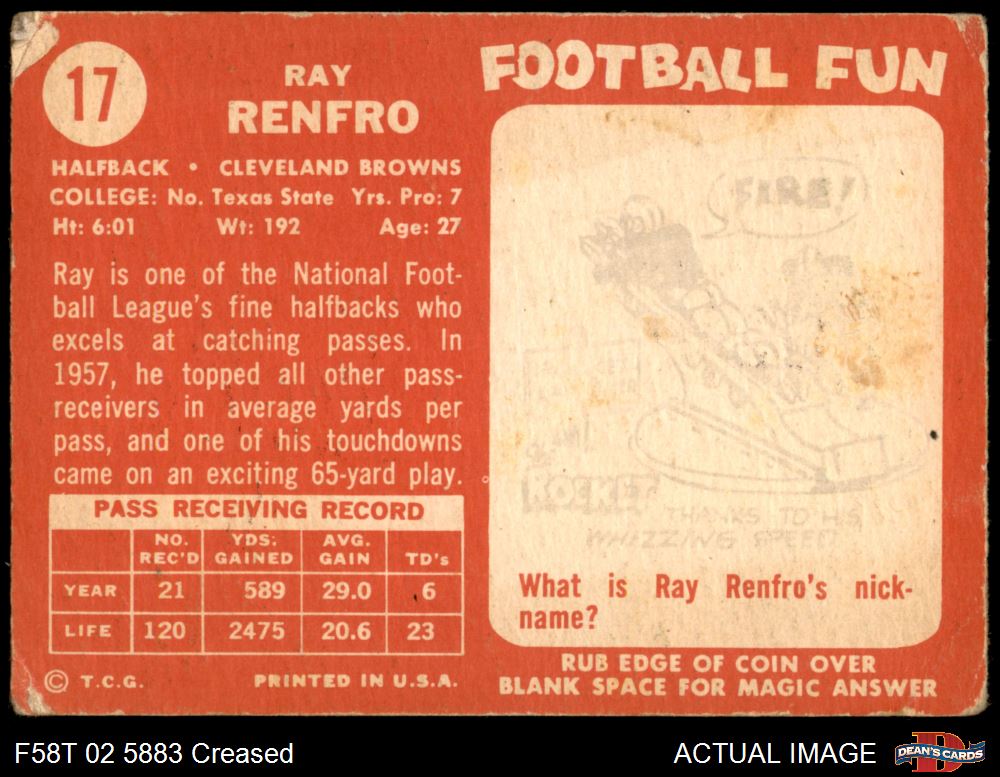 17
RAY
RENFRO
HALFBACK • CLEVELAND BROWNS
COLLEGE: No. Texas State Yrs. Pro: 7
Ht: 6:01 Wt: 192 Age: 27
Ray is one of the National Foot-
ball League's fine halfbacks who
excels at catching passes. In
1957, he topped all other pass-
receivers in average yards per
pass, and one of his touchdowns
came on an exciting 65-yard play.
PASS RECEIVING RECORD
NO. REC'D YDS. GAINED AVG. GAIN TD's
YEAR 21 589 29.0 6
LIFE 120 2475 20.6 23
© T.C.G. PRINTED IN U.S.A.
FOOTBALL FUN
FIRE!
ROCKET
THANKS TO HIS
WHIZZING SPEED
What is Ray Renfro's nick-
name?
RUB EDGE OF COIN OVER
BLANK SPACE FOR MAGIC ANSWER
F58T 02 5883 Creased
ACTUAL IMAGE
DEAN'S CARDS